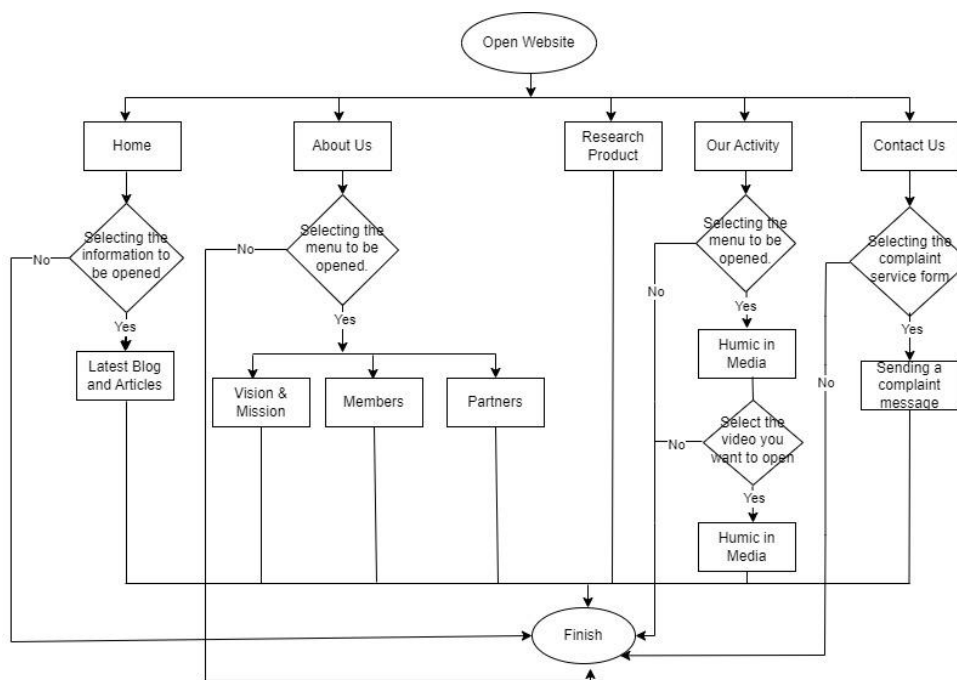 Open Website
Home
About Us
Research
Product
Our Activity
Contact Us
Selecting the
information to
be opened
Selecting the
menu to be
opened.
Selecting the
menu to be
opened.
Selecting the
complaint
service form
No
No
No
No
Yes
Yes
Yes
Yes
Latest Blog
and Articles
Vision &
Mission
Members
Partners
Humic in
Media
Sending a
complaint
message
Select the
video you
want to open
No
Yes
Humic in
Media
Finish